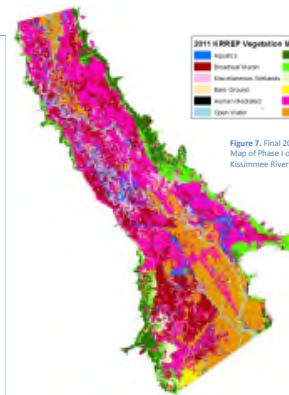 2011 KRREP Vegetation M
Aquatics
Broadleaf Marsh
Miscellaneous Wetlands
Bare Ground
Human Mediated
Open Water
Figure 7. Final 20
Map of Phase I o
Kissimmee River